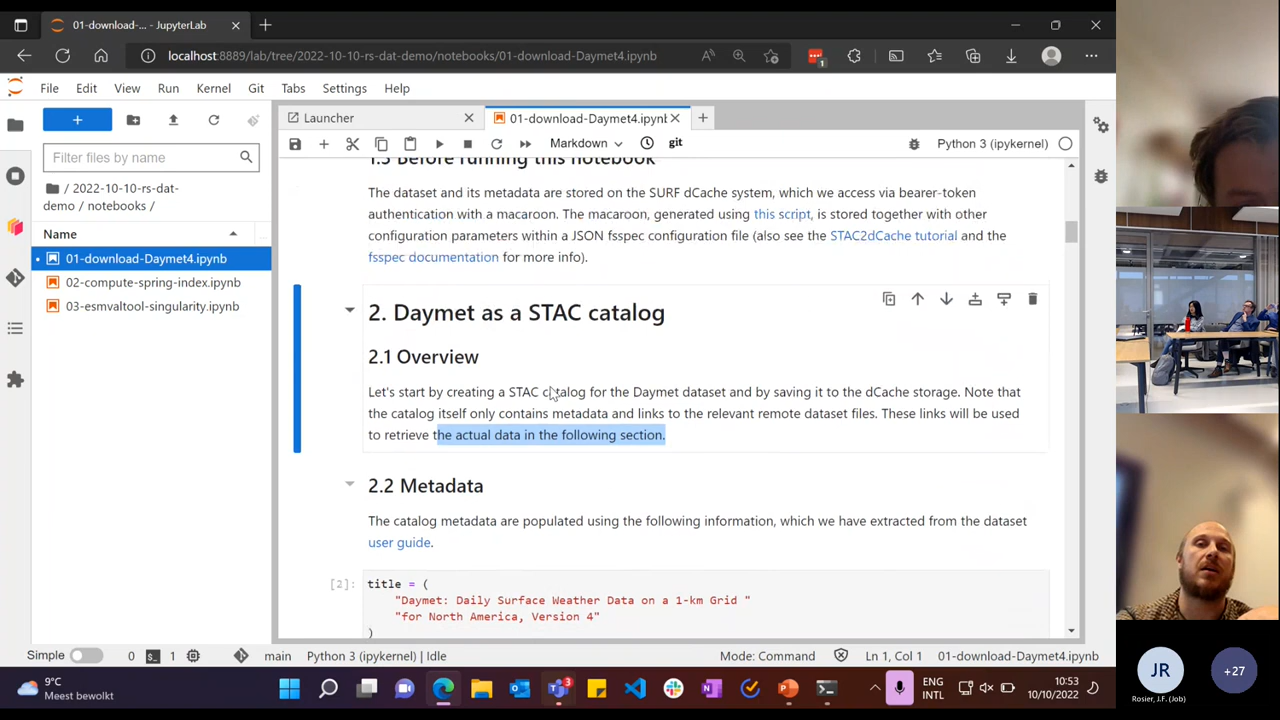 01-download-... - JupyterLab
localhost:8889/lab/tree/2022-10-10-rs-dat-demo/notebooks/01-download-Daymet4.ipynb
1
File Edit View Run Kernel Git Tabs Settings Help
Launcher
01-download-Daymet4.ipynb
Filter files by name
Markdown
git
Python 3 (ipykernel)
/ 2022-10-10-rs-dat-
demo / notebooks /
Name
01-download-Daymet4.ipynb
02-compute-spring-index.ipynb
03-esmvaltool-singularity.ipynb
1.3 Before running this notebook
The dataset and its metadata are stored on the SURF dCache system, which we access via bearer-token
authentication with a macaroon. The macaroon, generated using this script, is stored together with other
configuration parameters within a JSON fsspec configuration file (also see the STAC2dCache tutorial and the
fsspec documentation for more info).
2. Daymet as a STAC catalog
2.1 Overview
Let's start by creating a STAC catalog for the Daymet dataset and by saving it to the dCache storage. Note that
the catalog itself only contains metadata and links to the relevant remote dataset files. These links will be used
to retrieve the actual data in the following section.
2.2 Metadata
The catalog metadata are populated using the following information, which we have extracted from the dataset
user guide.
[2]: title = (
"Daymet: Daily Surface Weather Data on a 1-km Grid "
"for North America, Version 4"
)
Simple 0 1 main Python 3 (ipykernel) | Idle Mode: Command Ln 1, Col 1 01-download-Daymet4.ipynb
9°C
Meest bewolkt
3
ENG
INTL
10:53
10/10/2022
JR
Rosier, J.F. (Job)
+27